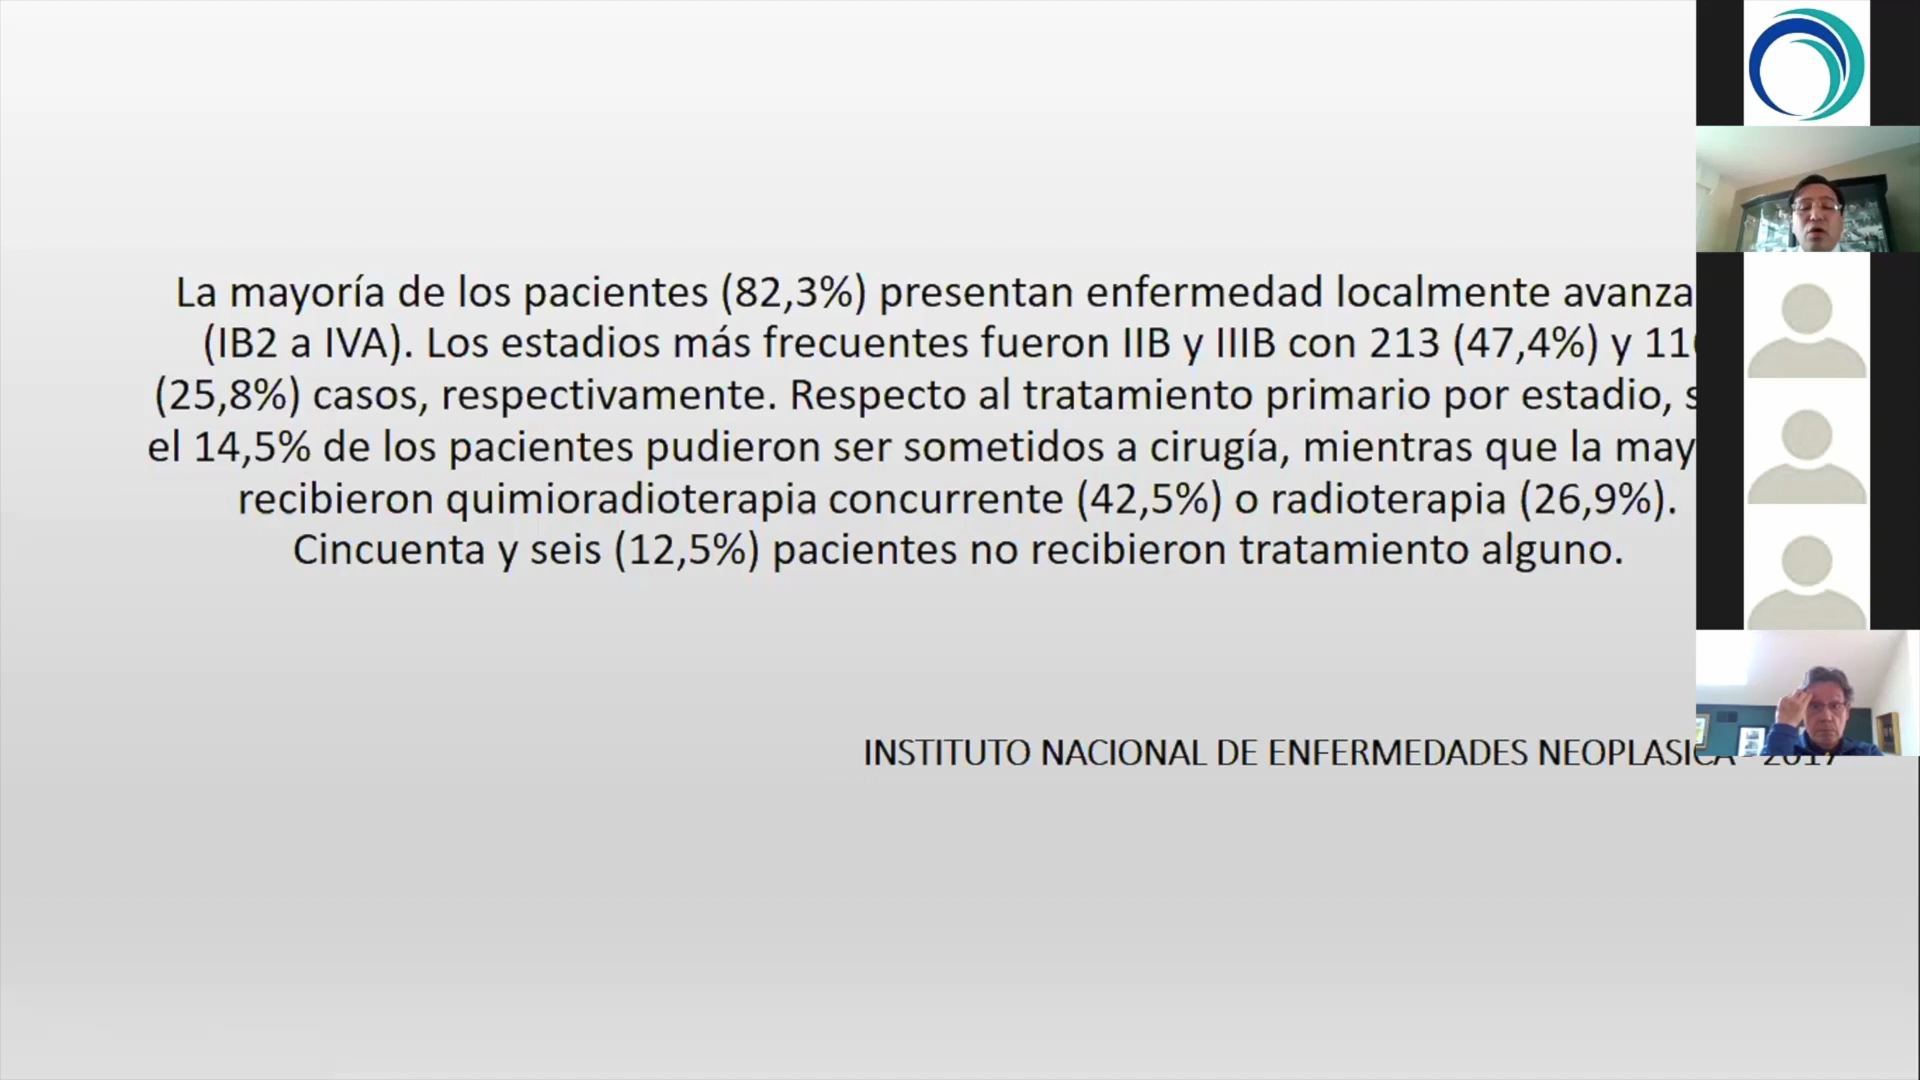 La mayoría de los pacientes (82,3%) presentan enfermedad localmente
(IB2 a IVA). Los estadios más frecuentes fueron IIB y IIIB con 213 (47,4%) y
(25,8%) casos, respectivamente. Respecto al tratamiento primario por estadio,
el 14,5% de los pacientes pudieron ser sometidos a cirugía, mientras que la
recibieron quimioradioterapia concurrente (42,5%) o radioterapia (26,9%).
Cincuenta y seis (12,5%) pacientes no recibieron tratamiento alguno.
INSTITUTO NACIONAL DE ENFERMEDADES NEOPLASICA - 2017